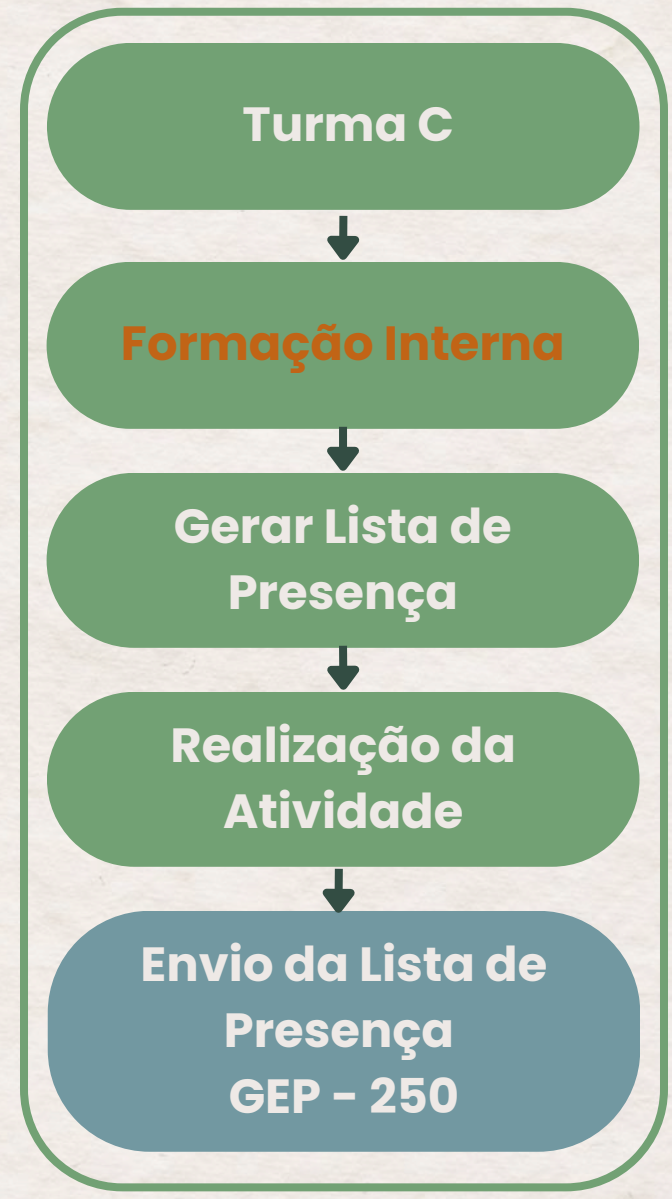 Turma C
Formação Interna
Gerar Lista de
Presença
Realização da
Atividade
Envio da Lista de
Presença
GEP - 250